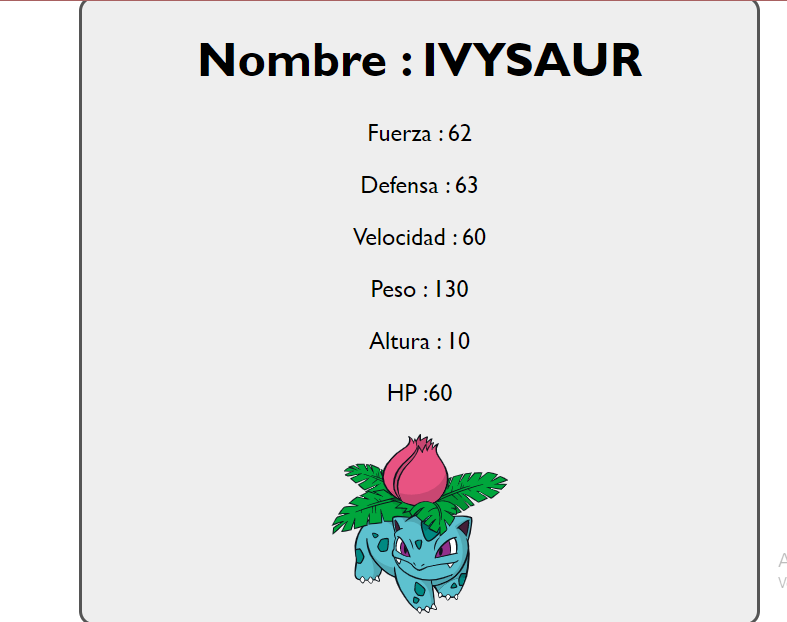 Nombre : IVYSAUR
Fuerza : 62
Defensa : 63
Velocidad : 60
Peso : 130
Altura : 10
HP :60